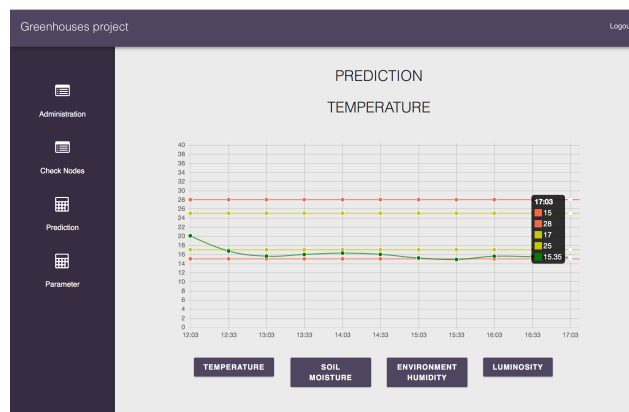 Greenhouses project
Logou
Administration
Check Nodes
Prediction
Parameter
PREDICTION
TEMPERATURE
40
38
36
34
32
30
28
26
24
22
20
18
16
14
12
10
8
6
4
2
0
12:03 12:33 13:03 13:33 14:03 14:33 15:03 15:33 16:03 16:33 17:03
17:03
15
28
17
25
15.35
TEMPERATURE
SOIL
MOISTURE
ENVIRONMENT
HUMIDITY
LUMINOSITY